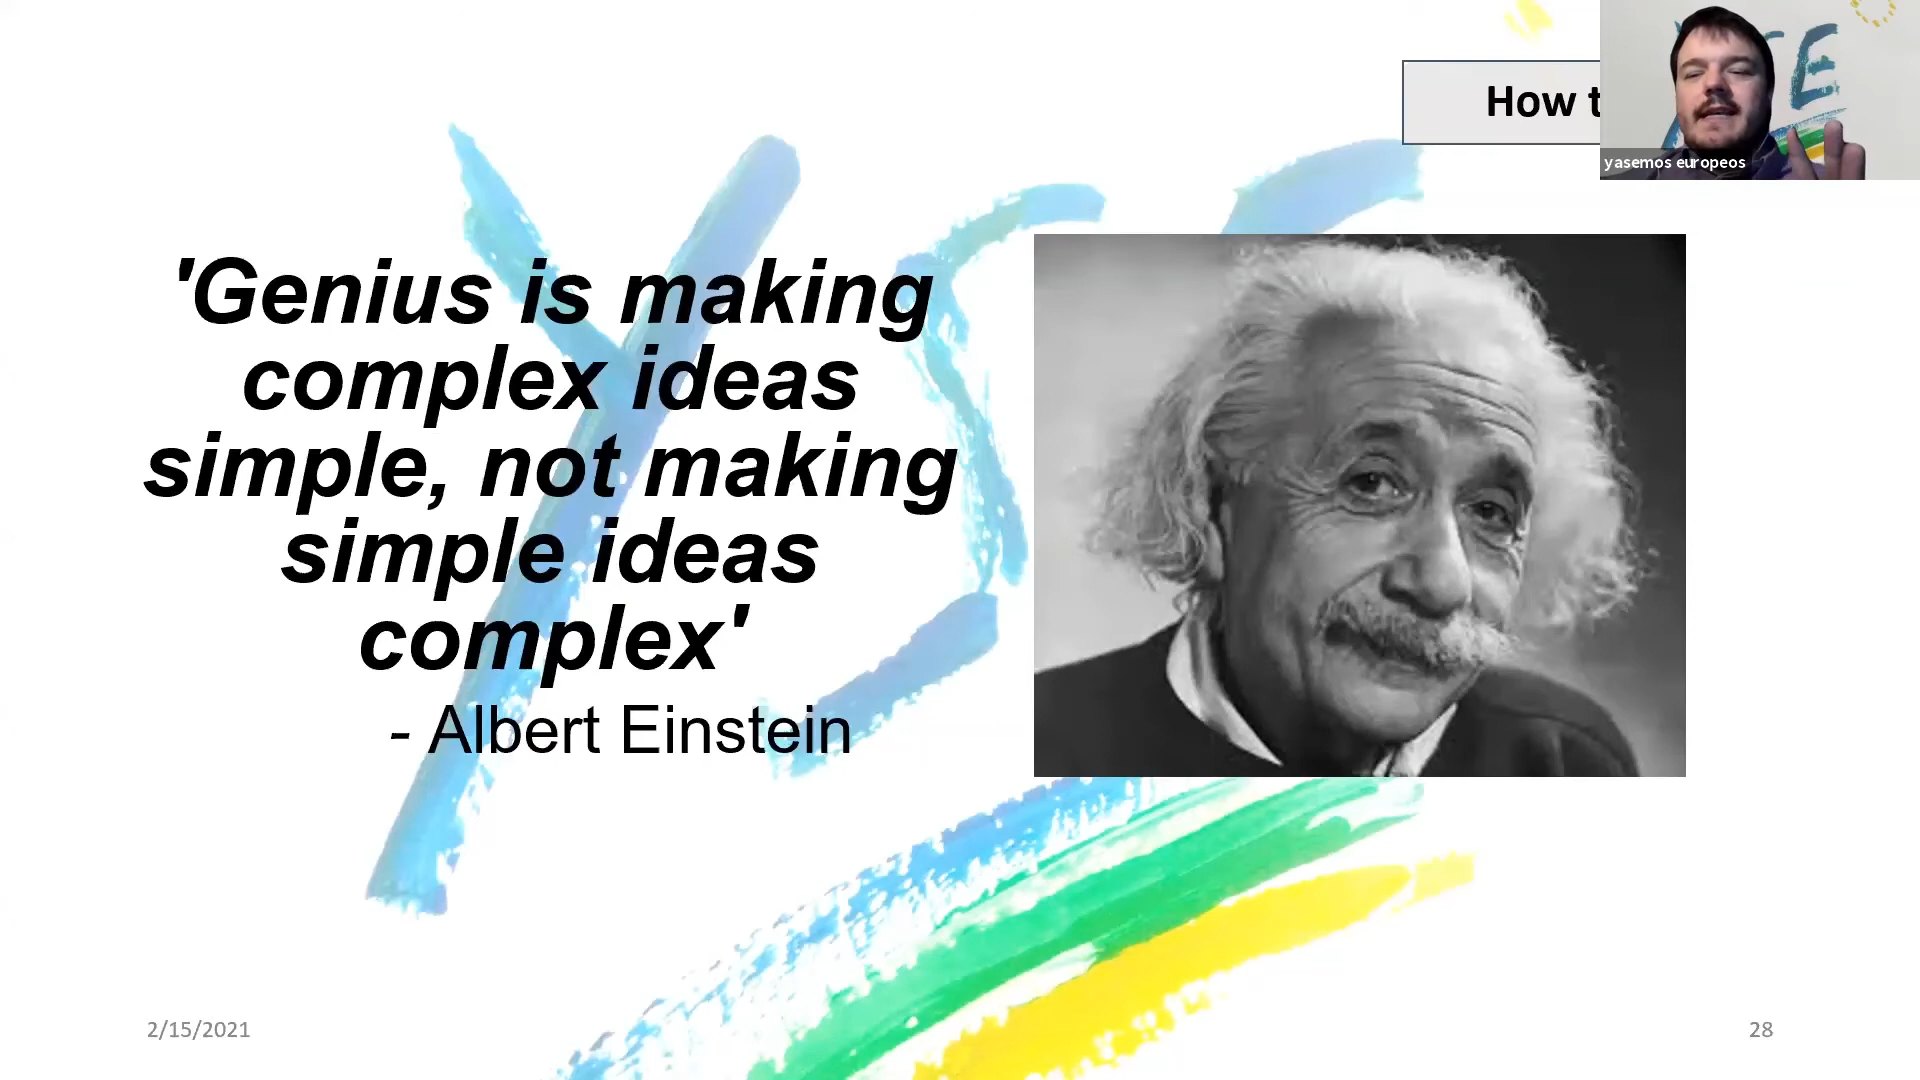 How t
yasemos europeos
'Genius is making
complex ideas
simple, not making
simple ideas
complex'
- Albert Einstein
2/15/2021
28